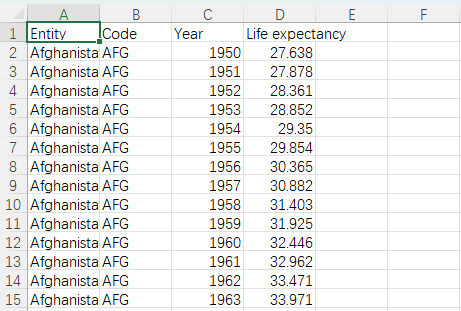 A B C D E F
1 Entity Code Year Life expectancy
2 Afghanista AFG 1950 27.638
3 Afghanista AFG 1951 27.878
4 Afghanista AFG 1952 28.361
5 Afghanista AFG 1953 28.852
6 Afghanista AFG 1954 29.35
7 Afghanista AFG 1955 29.854
8 Afghanista AFG 1956 30.365
9 Afghanista AFG 1957 30.882
10 Afghanista AFG 1958 31.403
11 Afghanista AFG 1959 31.925
12 Afghanista AFG 1960 32.446
13 Afghanista AFG 1961 32.962
14 Afghanista AFG 1962 33.471
15 Afghanista AFG 1963 33.971